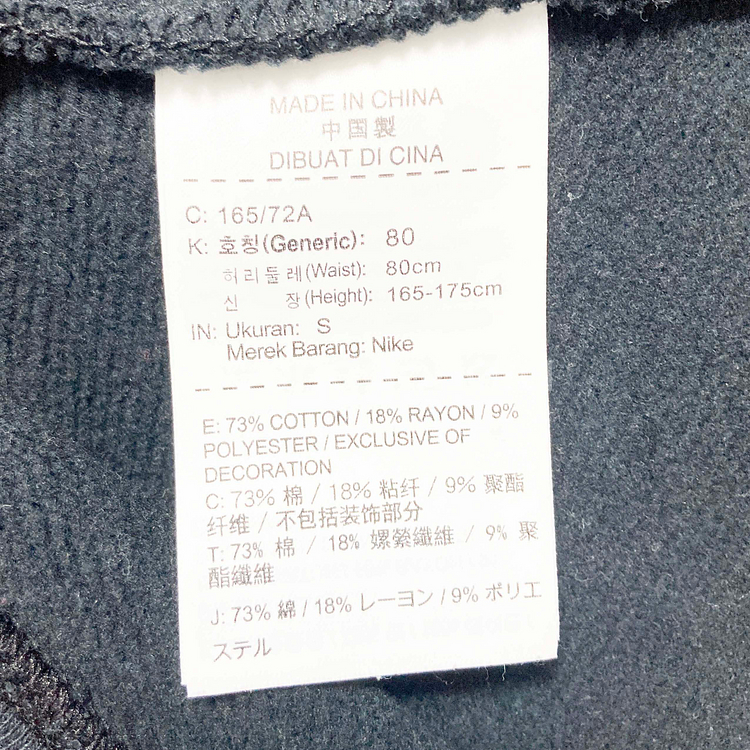 MADE IN CHINA
中国製
DIBUAT DI CINA
C: 165/72A
K: 호칭(Generic): 80
허리둘레(Waist): 80cm
신 장(Height): 165-175cm
IN: Ukuran: S
Merek Barang: Nike
E: 73% COTTON / 18% RAYON / 9%
POLYESTER / EXCLUSIVE OF
DECORATION
C: 73% 棉 / 18% 粘纤 / 9% 聚酯
纤维 / 不包括装饰部分
T: 73% 棉 / 18% 嫘縈纖維 / 9% 聚
酯纖維
J: 73% 綿 / 18% レーヨン / 9% ポリエ
ステル